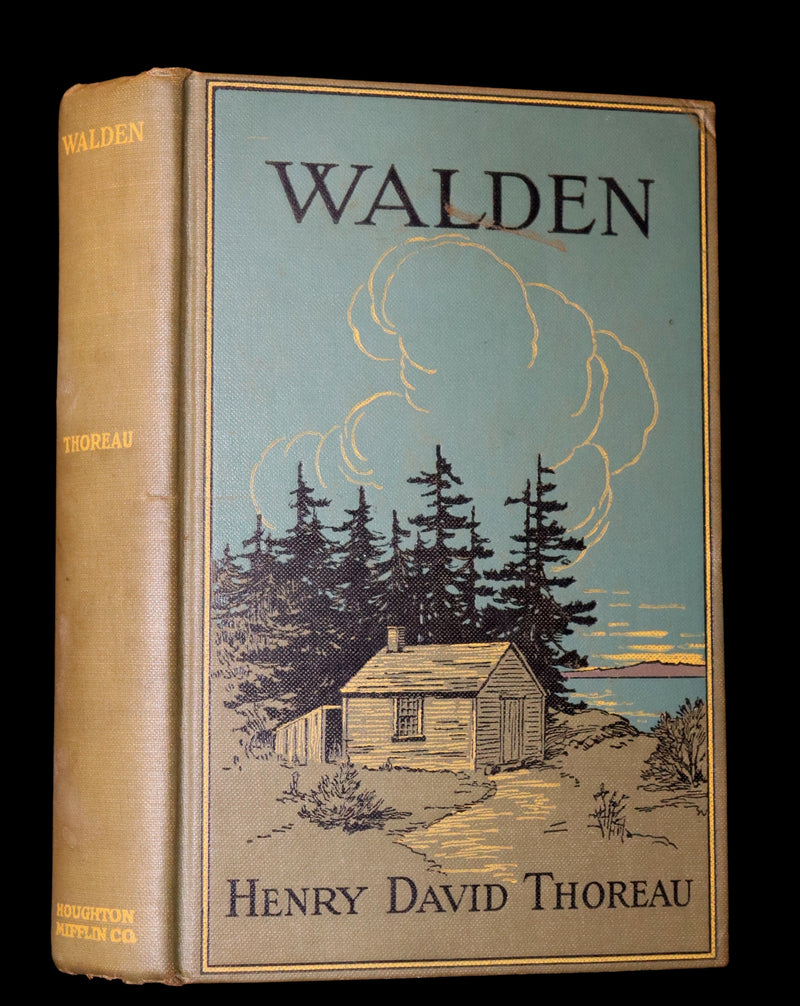 WALDEN
THOREAU
HOUGHTON
MIFFLIN CO.
WALDEN
HENRY DAVID THOREAU